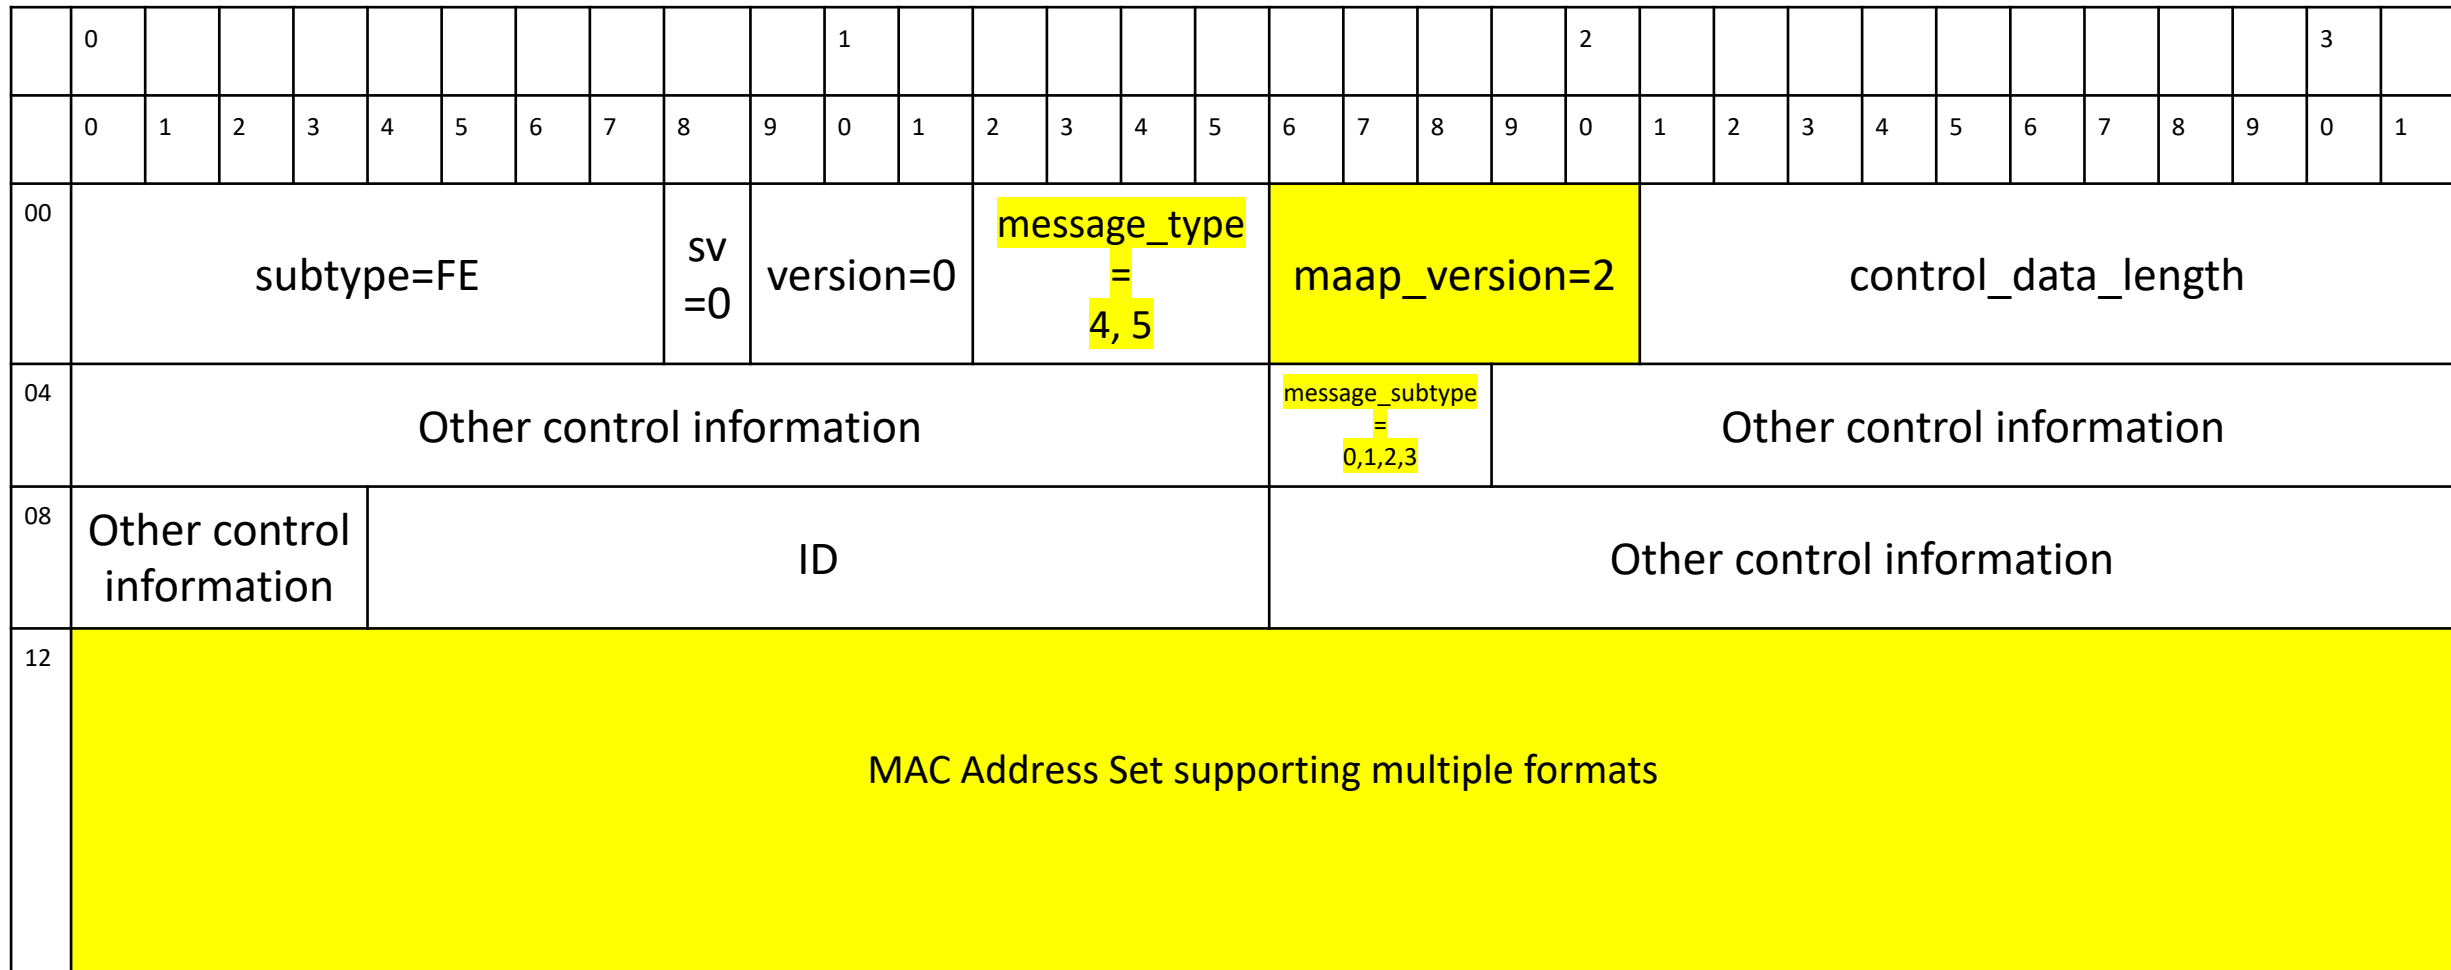 0 1 2 3
0 1 2 3 4 5 6 7 8 9 0 1 2 3 4 5 6 7 8 9 0 1 2 3 4 5 6 7 8 9 0 1
00
subtype=FE
sv
=0
version=0
message_type
=
4, 5
maap_version=2
control_data_length
04
Other control information
message_subtype
=
0,1,2,3
Other control information
08
Other control
information
ID
Other control information
12
MAC Address Set supporting multiple formats